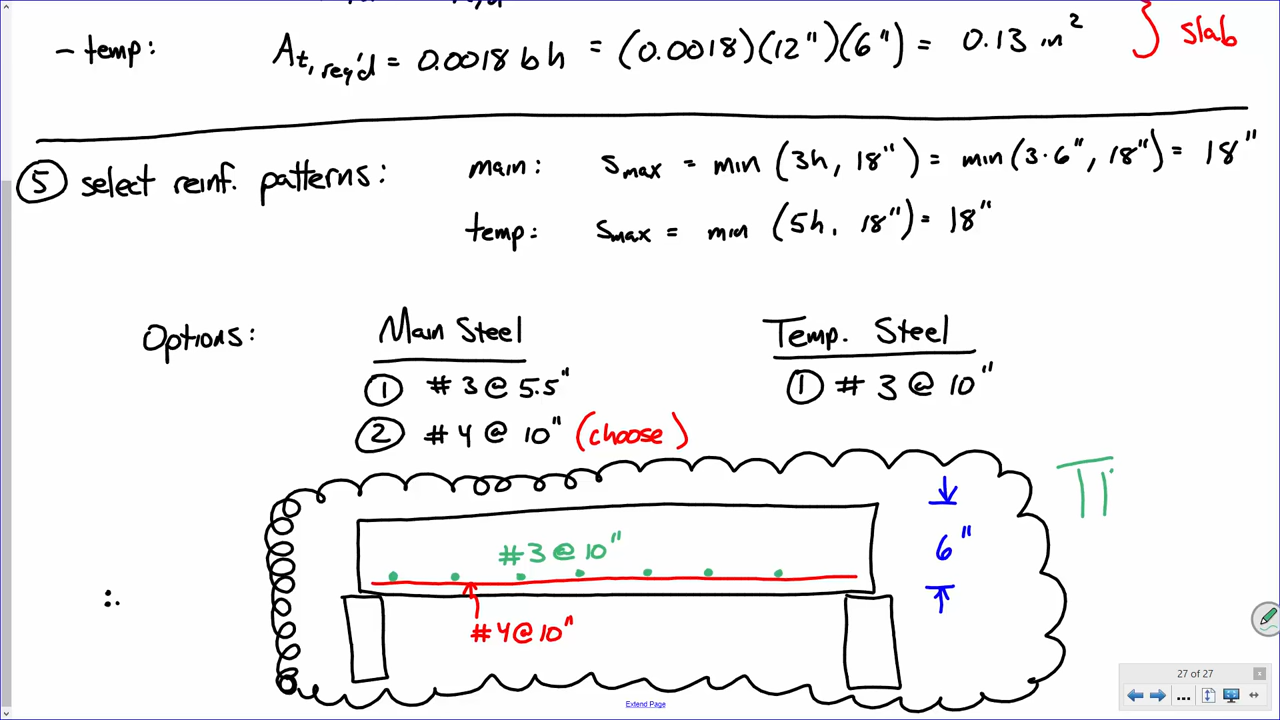 - temp: At, req'd = 0.0018 b h = (0.0018)(12")(6") = 0.13 in² } slab
⑤ select reinf. patterns: main: smax = min (3h, 18") = min (3·6", 18") = 18"
temp: smax = min (5h, 18") = 18"
Options: Main Steel Temp. Steel
① #3 @ 5.5" ① #3 @ 10"
② #4 @ 10" (choose)
#3 @ 10"
6"
∴
#4 @ 10"
27 of 27
...
Extend Page